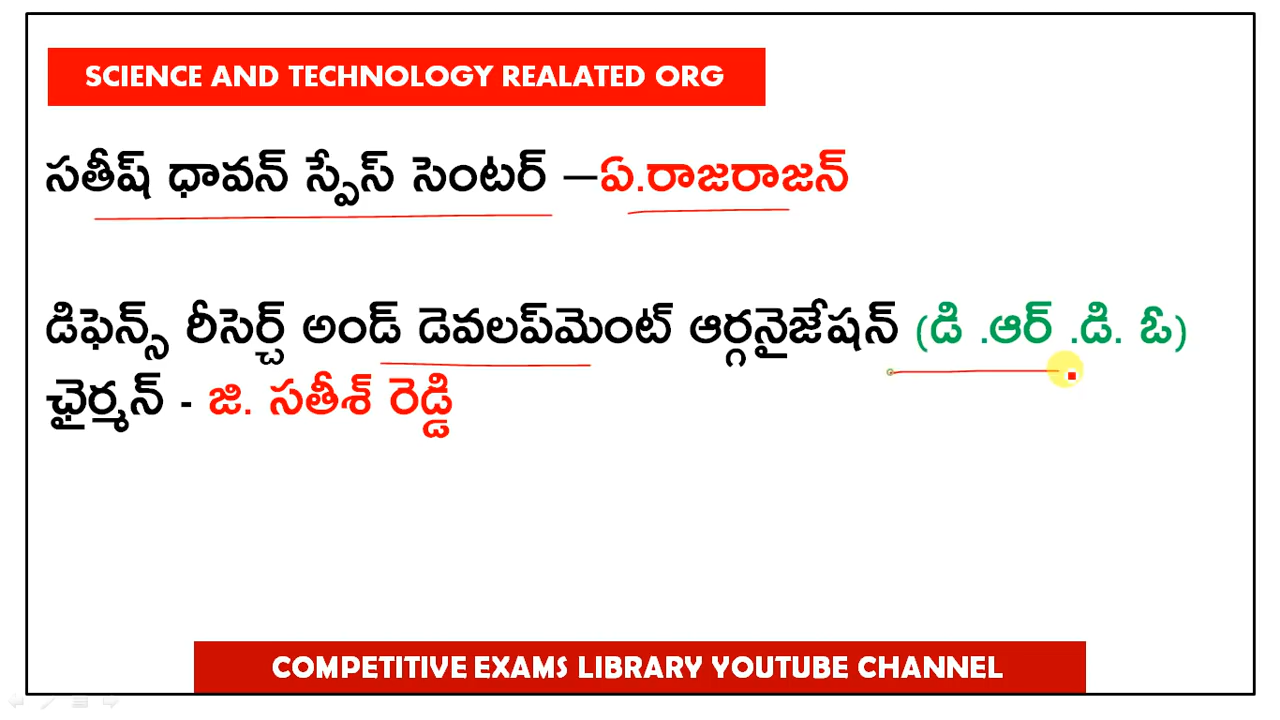 SCIENCE AND TECHNOLOGY REALATED ORG
సతీష్ ధావన్ స్పేస్ సెంటర్ –ఏ.రాజరాజన్
డిఫెన్స్ రీసెర్చ్ అండ్ డెవలప్‌మెంట్ ఆర్గనైజేషన్ (డి .ఆర్ .డి. ఓ)
ఛైర్మన్ - జి. సతీశ్ రెడ్డి
COMPETITIVE EXAMS LIBRARY YOUTUBE CHANNEL